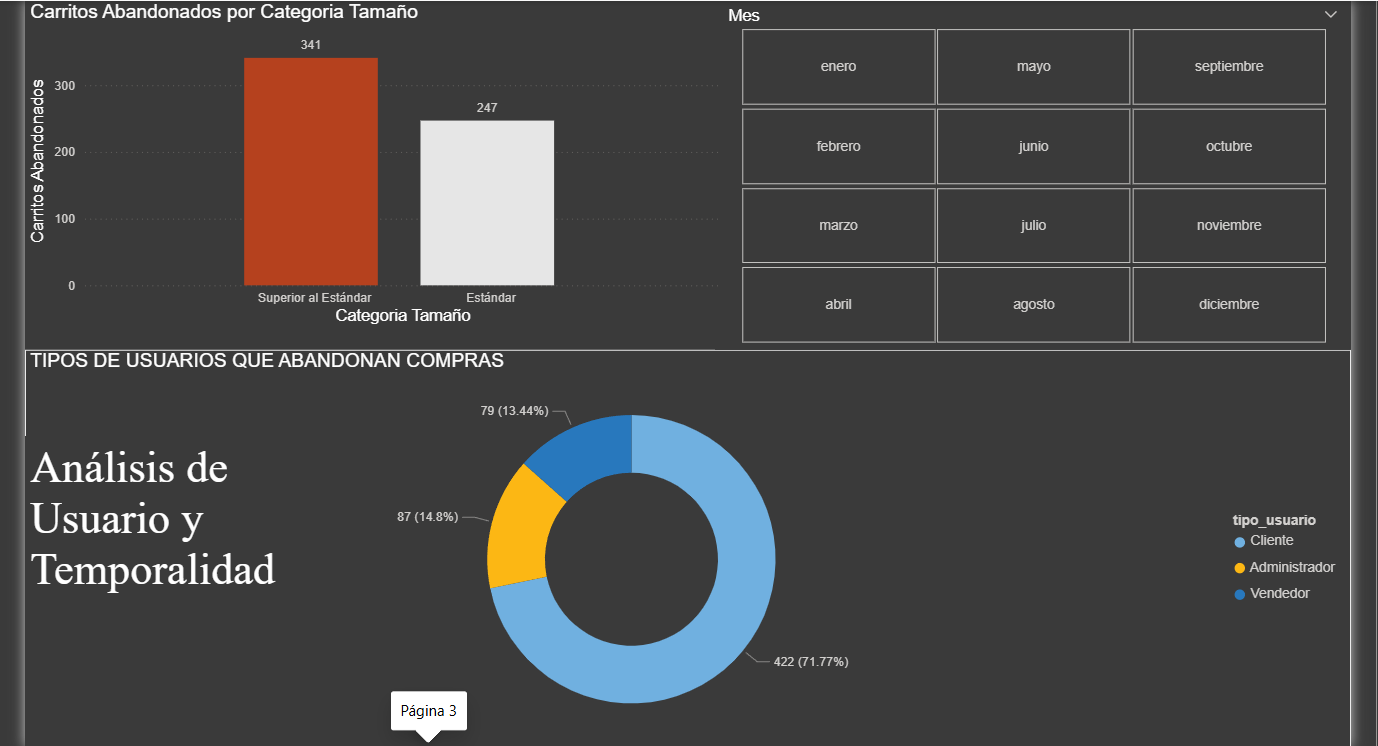 Carritos Abandonados por Categoria Tamaño
Carritos Abandonados
341
247
300
200
100
0
Superior al Estándar
Estándar
Categoria Tamaño
Mes
enero
mayo
septiembre
febrero
junio
octubre
marzo
julio
noviembre
abril
agosto
diciembre
TIPOS DE USUARIOS QUE ABANDONAN COMPRAS
Análisis de
Usuario y
Temporalidad
79 (13.44%)
87 (14.8%)
422 (71.77%)
tipo_usuario
Cliente
Administrador
Vendedor
Página 3